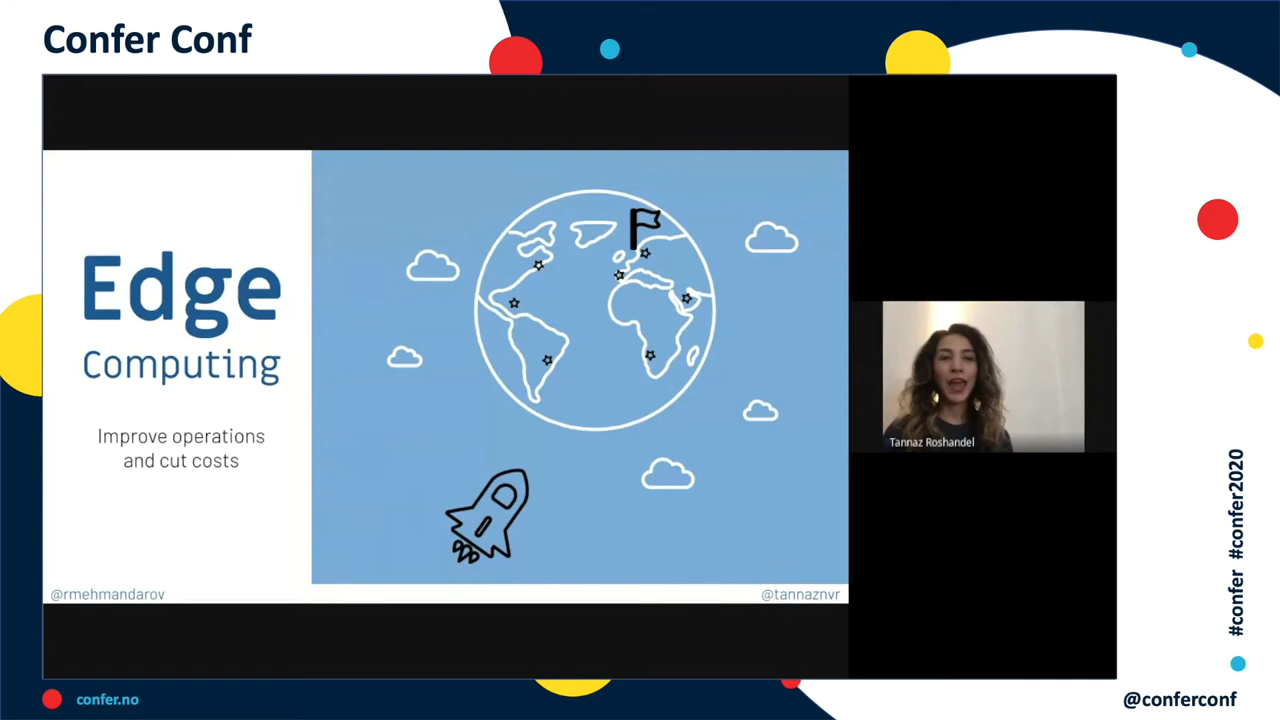 Confer Conf
Edge
Computing
Improve operations
and cut costs
@rmehmandarov
@tannaznvr
Tannaz Roshandel
#confer #confer2020
confer.no
@conferconf